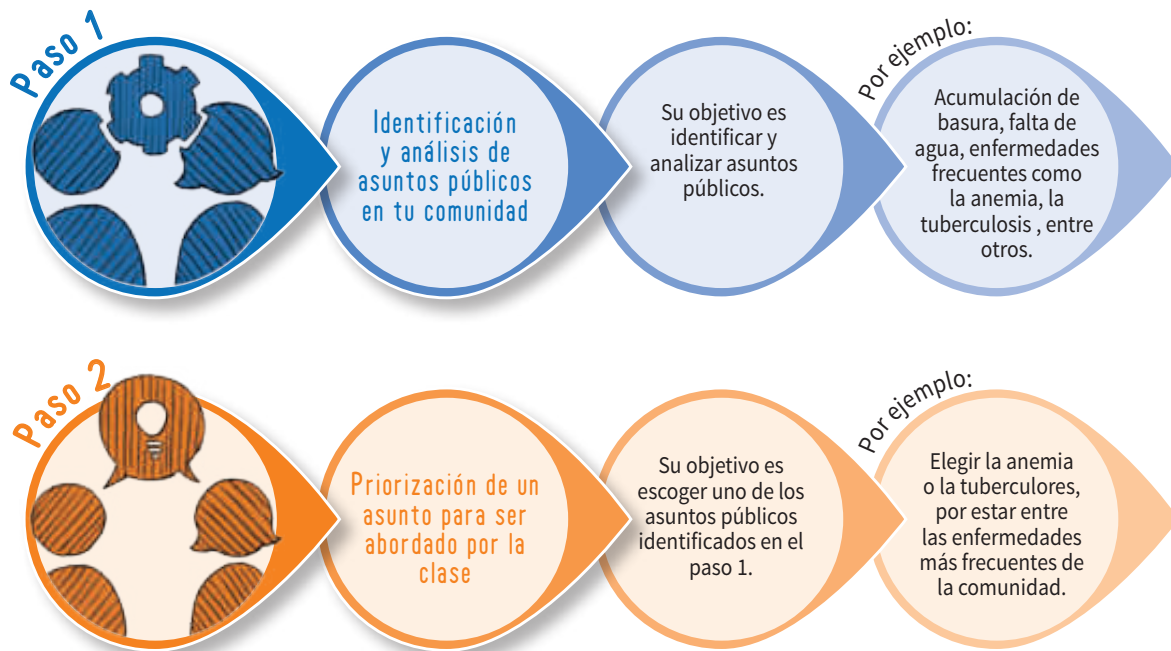 Paso 1
Identificación
y análisis de
asuntos públicos
en tu comunidad
Su objetivo es
identificar y
analizar asuntos
públicos.
Por ejemplo:
Acumulación de
basura, falta de
agua, enfermedades
frecuentes como
la anemia, la
tuberculosis , entre
otros.
Paso 2
Priorización de un
asunto para ser
abordado por la
clase
Su objetivo es
escoger uno de los
asuntos públicos
identificados en el
paso 1.
Por ejemplo:
Elegir la anemia
o la tuberculores,
por estar entre
las enfermedades
más frecuentes de
la comunidad.